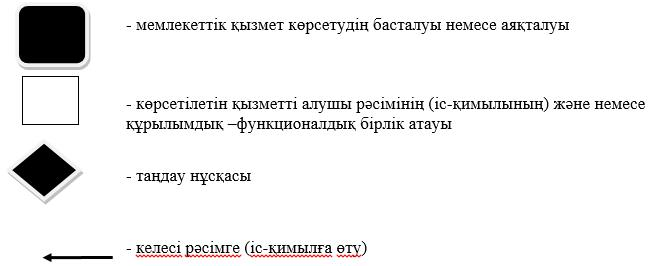 - мемлекеттік қызмет көрсетудің басталуы немесе аяқталуы
- көрсетілетін қызметті алушы рәсімінің (іс-қимылының) және немесе
құрылымдық –функционалдық бірлік атауы
- таңдау нұсқасы
- келесі рәсімге (іс-қимылға өту)